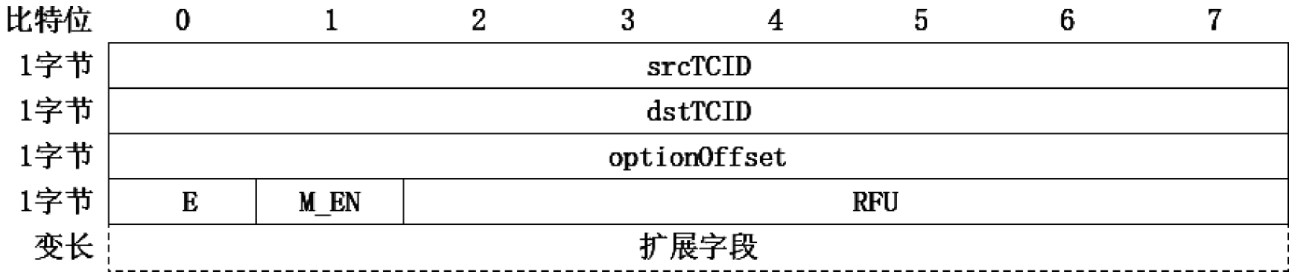 比特位 0 1 2 3 4 5 6 7
1字节 srcTCID
1字节 dstTCID
1字节 optionOffset
1字节 E M_EN RFU
变长 扩展字段